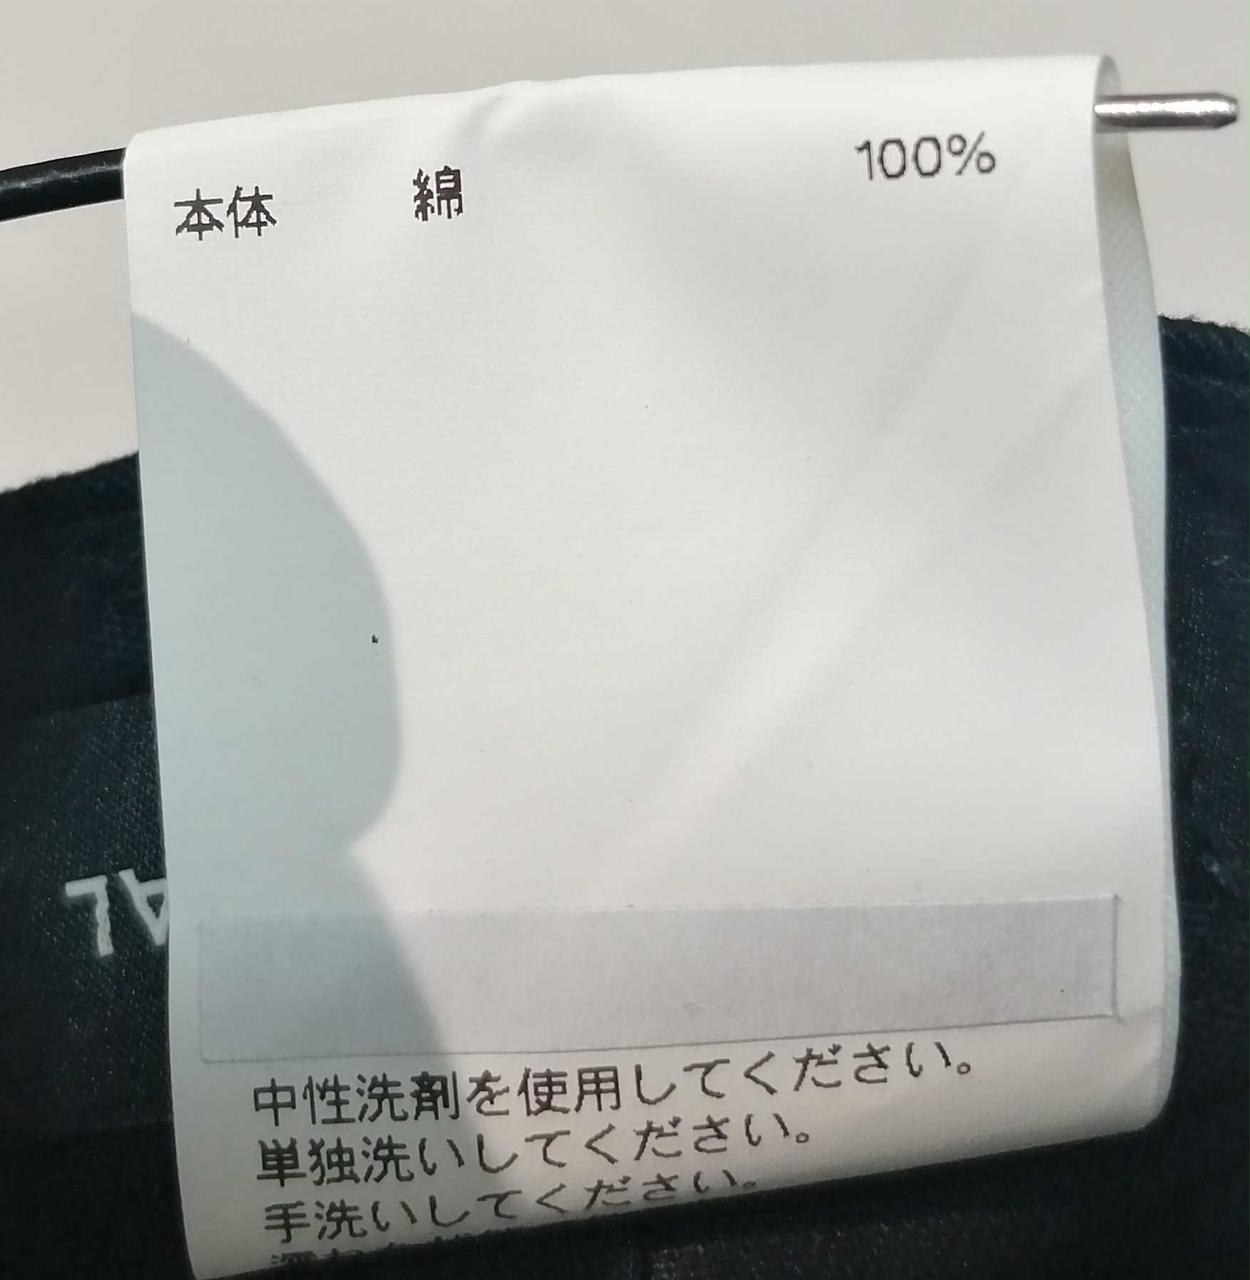 本体 綿 100%
中性洗剤を使用してください。
単独洗いしてください。
手洗いしてください。
AL